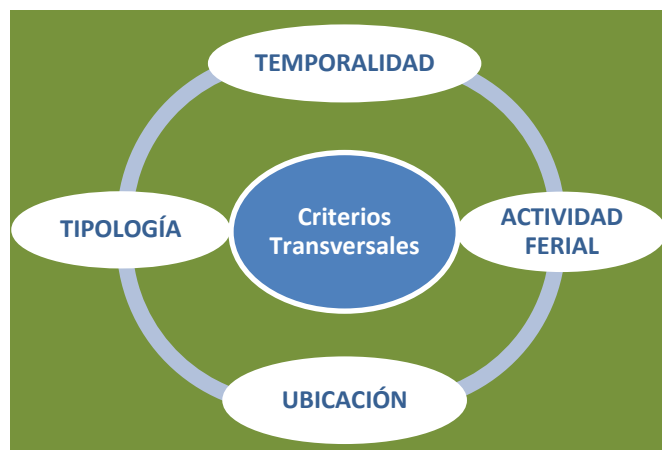 TEMPORALIDAD
TIPOLOGÍA
Criterios
Transversales
ACTIVIDAD
FERIAL
UBICACIÓN